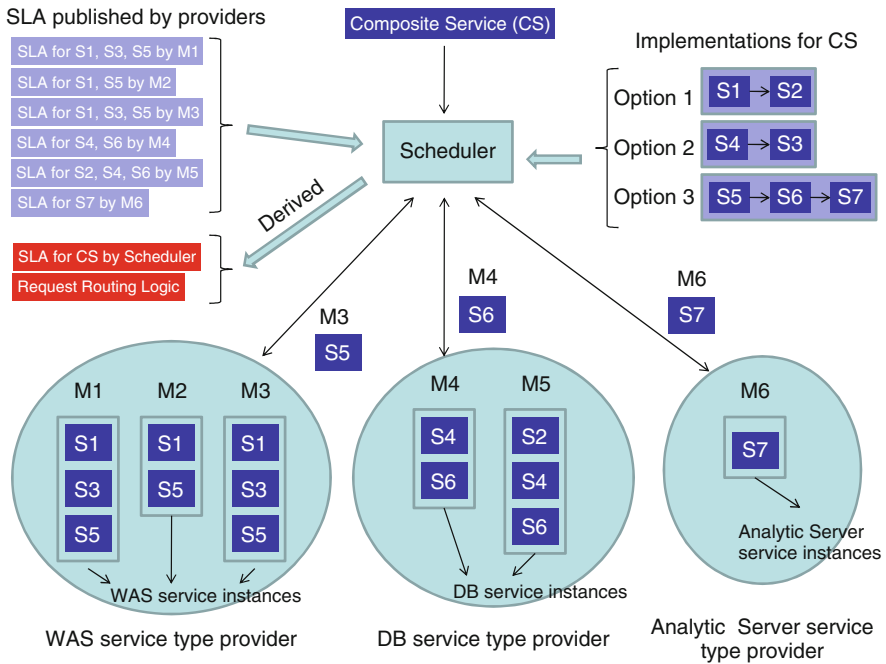 SLA published by providers
SLA for S1, S3, S5 by M1
SLA for S1, S5 by M2
SLA for S1, S3, S5 by M3
SLA for S4, S6 by M4
SLA for S2, S4, S6 by M5
SLA for S7 by M6
Composite Service (CS)
Scheduler
Implementations for CS
Option 1
S1
S2
Option 2
S4
S3
Option 3
S5
S6
S7
Derived
SLA for CS by Scheduler
Request Routing Logic
M3
S5
M4
S6
M6
S7
M1
S1
S3
S5
M2
S1
S5
M3
S1
S3
S5
WAS service instances
WAS service type provider
M4
S4
S6
M5
S2
S4
S6
DB service instances
DB service type provider
M6
S7
Analytic Server
service instances
Analytic Server service
type provider